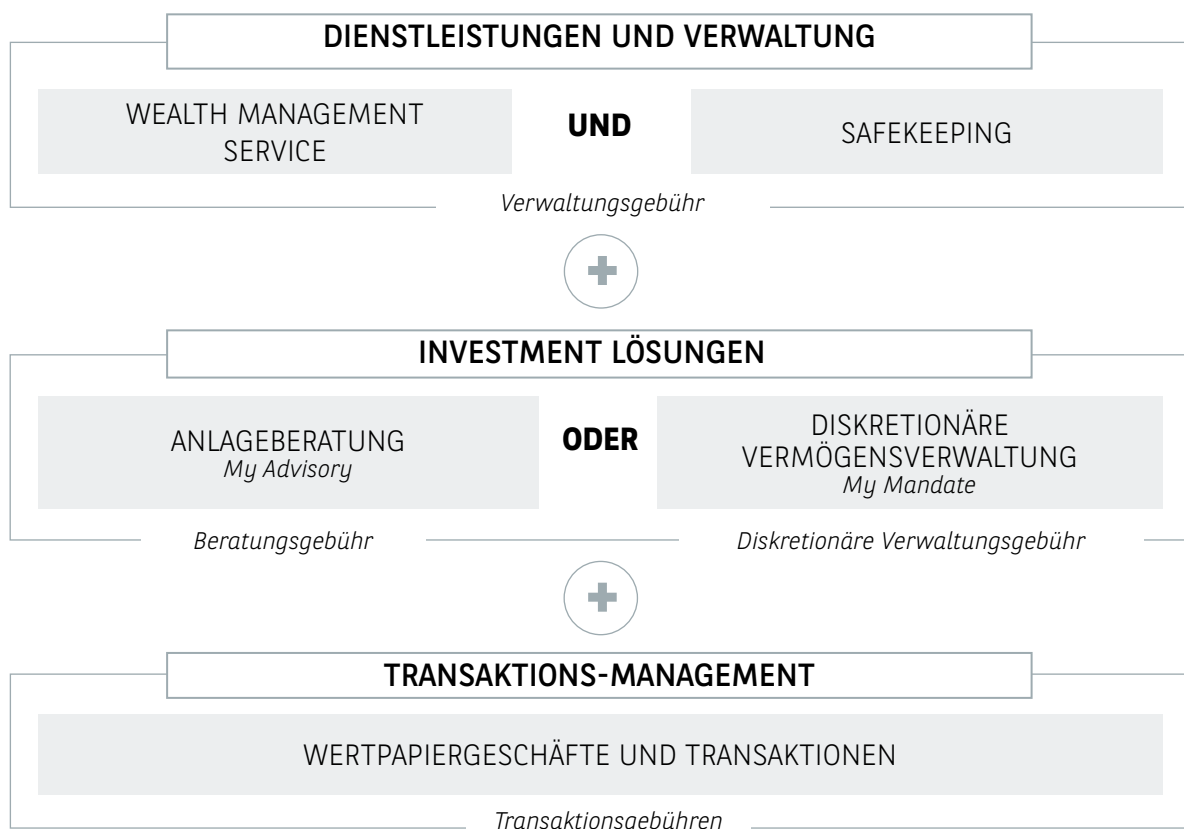 DIENSTLEISTUNGEN UND VERWALTUNG
WEALTH MANAGEMENT
SERVICE
UND
SAFEKEEPING
Verwaltungsgebühr
INVESTMENT LÖSUNGEN
ANLAGEBERATUNG
My Advisory
ODER
DISKRETIONÄRE
VERMÖGENSVERWALTUNG
My Mandate
Beratungsgebühr
Diskretionäre Verwaltungsgebühr
TRANSAKTIONS-MANAGEMENT
WERTPAPIERGESCHÄFTE UND TRANSAKTIONEN
Transaktionsgebühren